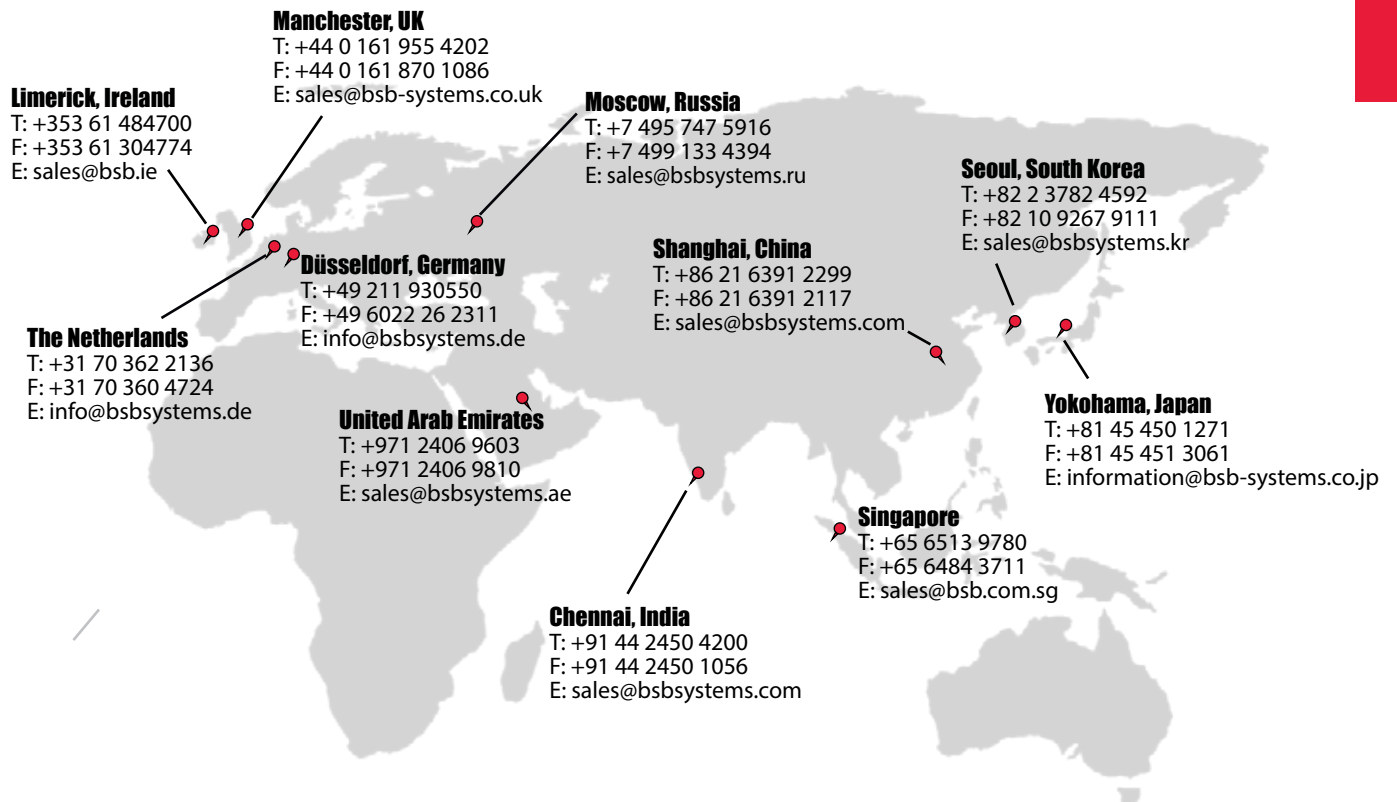 Manchester, UK
T: +44 0 161 955 4202
F: +44 0 161 870 1086
E: sales@bsb-systems.co.uk
Limerick, Ireland
T: +353 61 484700
F: +353 61 304774
E: sales@bsb.ie
Moscow, Russia
T: +7 495 747 5916
F: +7 499 133 4394
E: sales@bsbsystems.ru
Seoul, South Korea
T: +82 2 3782 4592
F: +82 10 9267 9111
E: sales@bsbsystems.kr
Shanghai, China
T: +86 21 6391 2299
F: +86 21 6391 2117
E: sales@bsbsystems.com
Düsseldorf, Germany
T: +49 211 930550
F: +49 6022 26 2311
E: info@bsbsystems.de
The Netherlands
T: +31 70 362 2136
F: +31 70 360 4724
E: info@bsbsystems.de
United Arab Emirates
T: +971 2406 9603
F: +971 2406 9810
E: sales@bsbsystems.ae
Yokohama, Japan
T: +81 45 450 1271
F: +81 45 451 3061
E: information@bsb-systems.co.jp
Singapore
T: +65 6513 9780
F: +65 6484 3711
E: sales@bsb.com.sg
Chennai, India
T: +91 44 2450 4200
F: +91 44 2450 1056
E: sales@bsbsystems.com